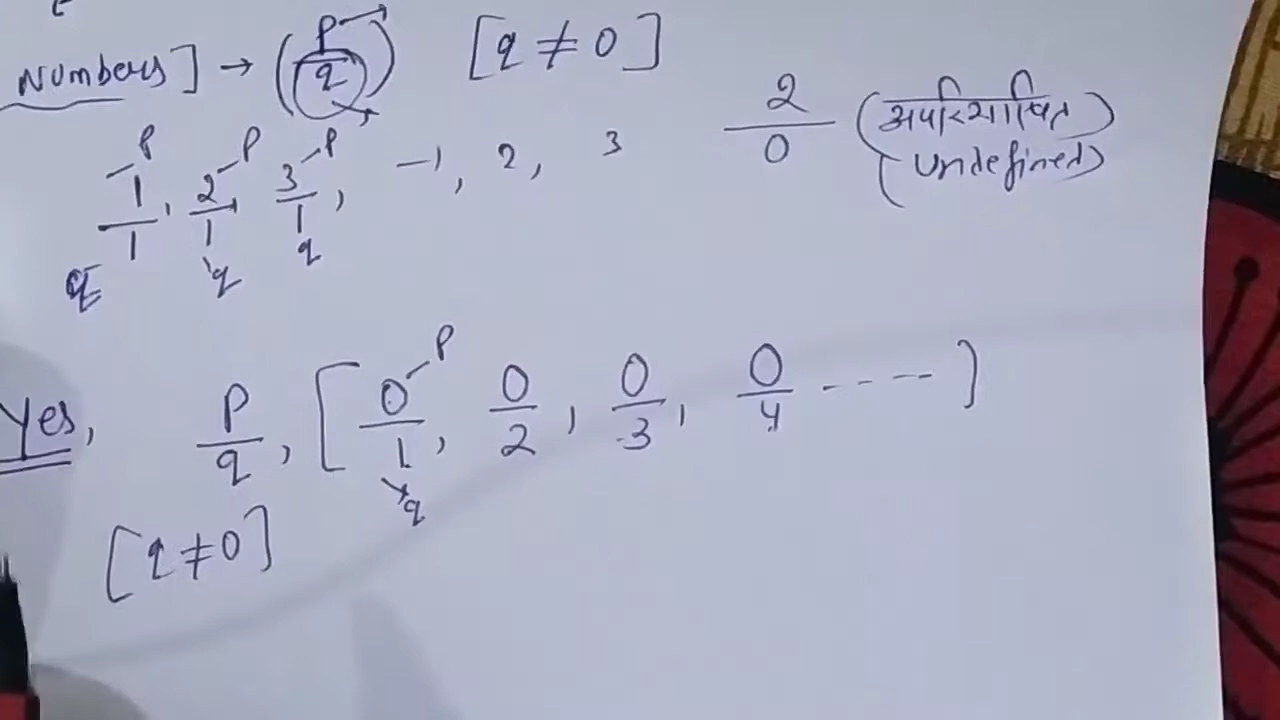 Numbers] → (p/q) [q ≠ 0]
2/0 (अपरिभाषित)
(undefined)
p p p
1/1, 2/1, 3/1, -1, 2, 3
q q q
p
Yes, p/q, [0/1, 0/2, 0/3, 0/4 ----]
q
[q ≠ 0]